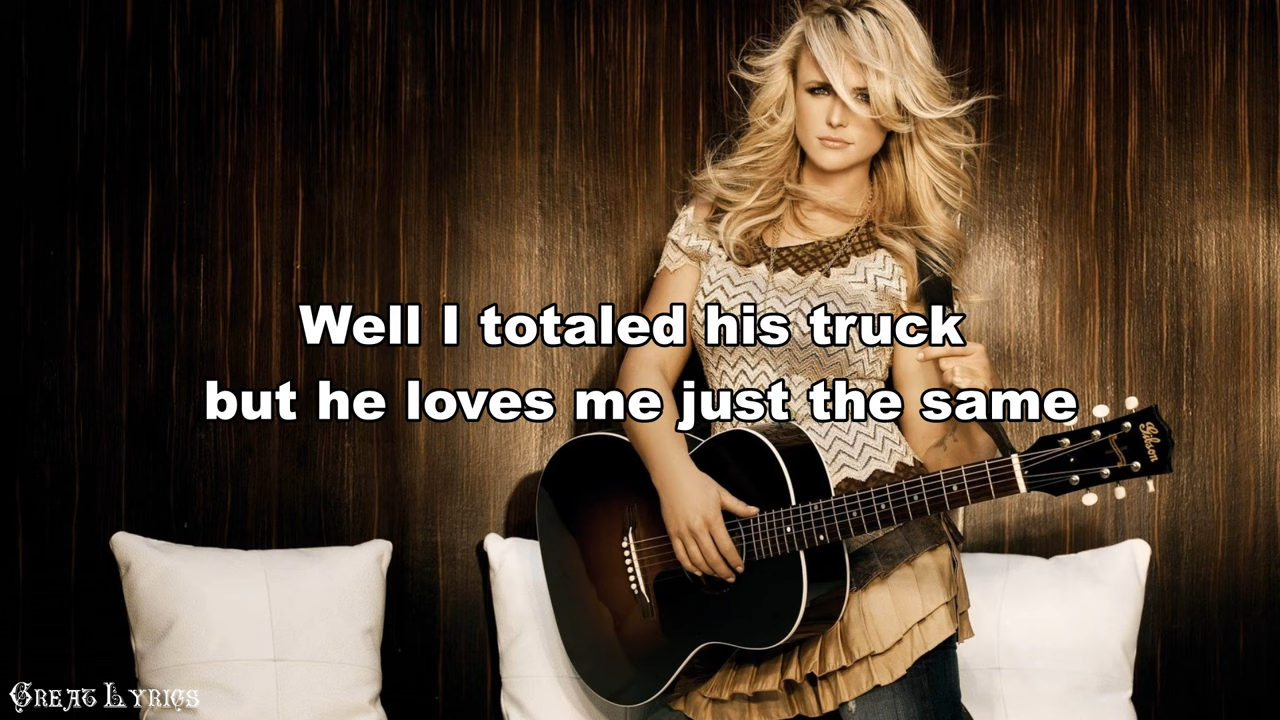 Well I totaled his truck
but he loves me just the same
Gibson
Great Lyrics